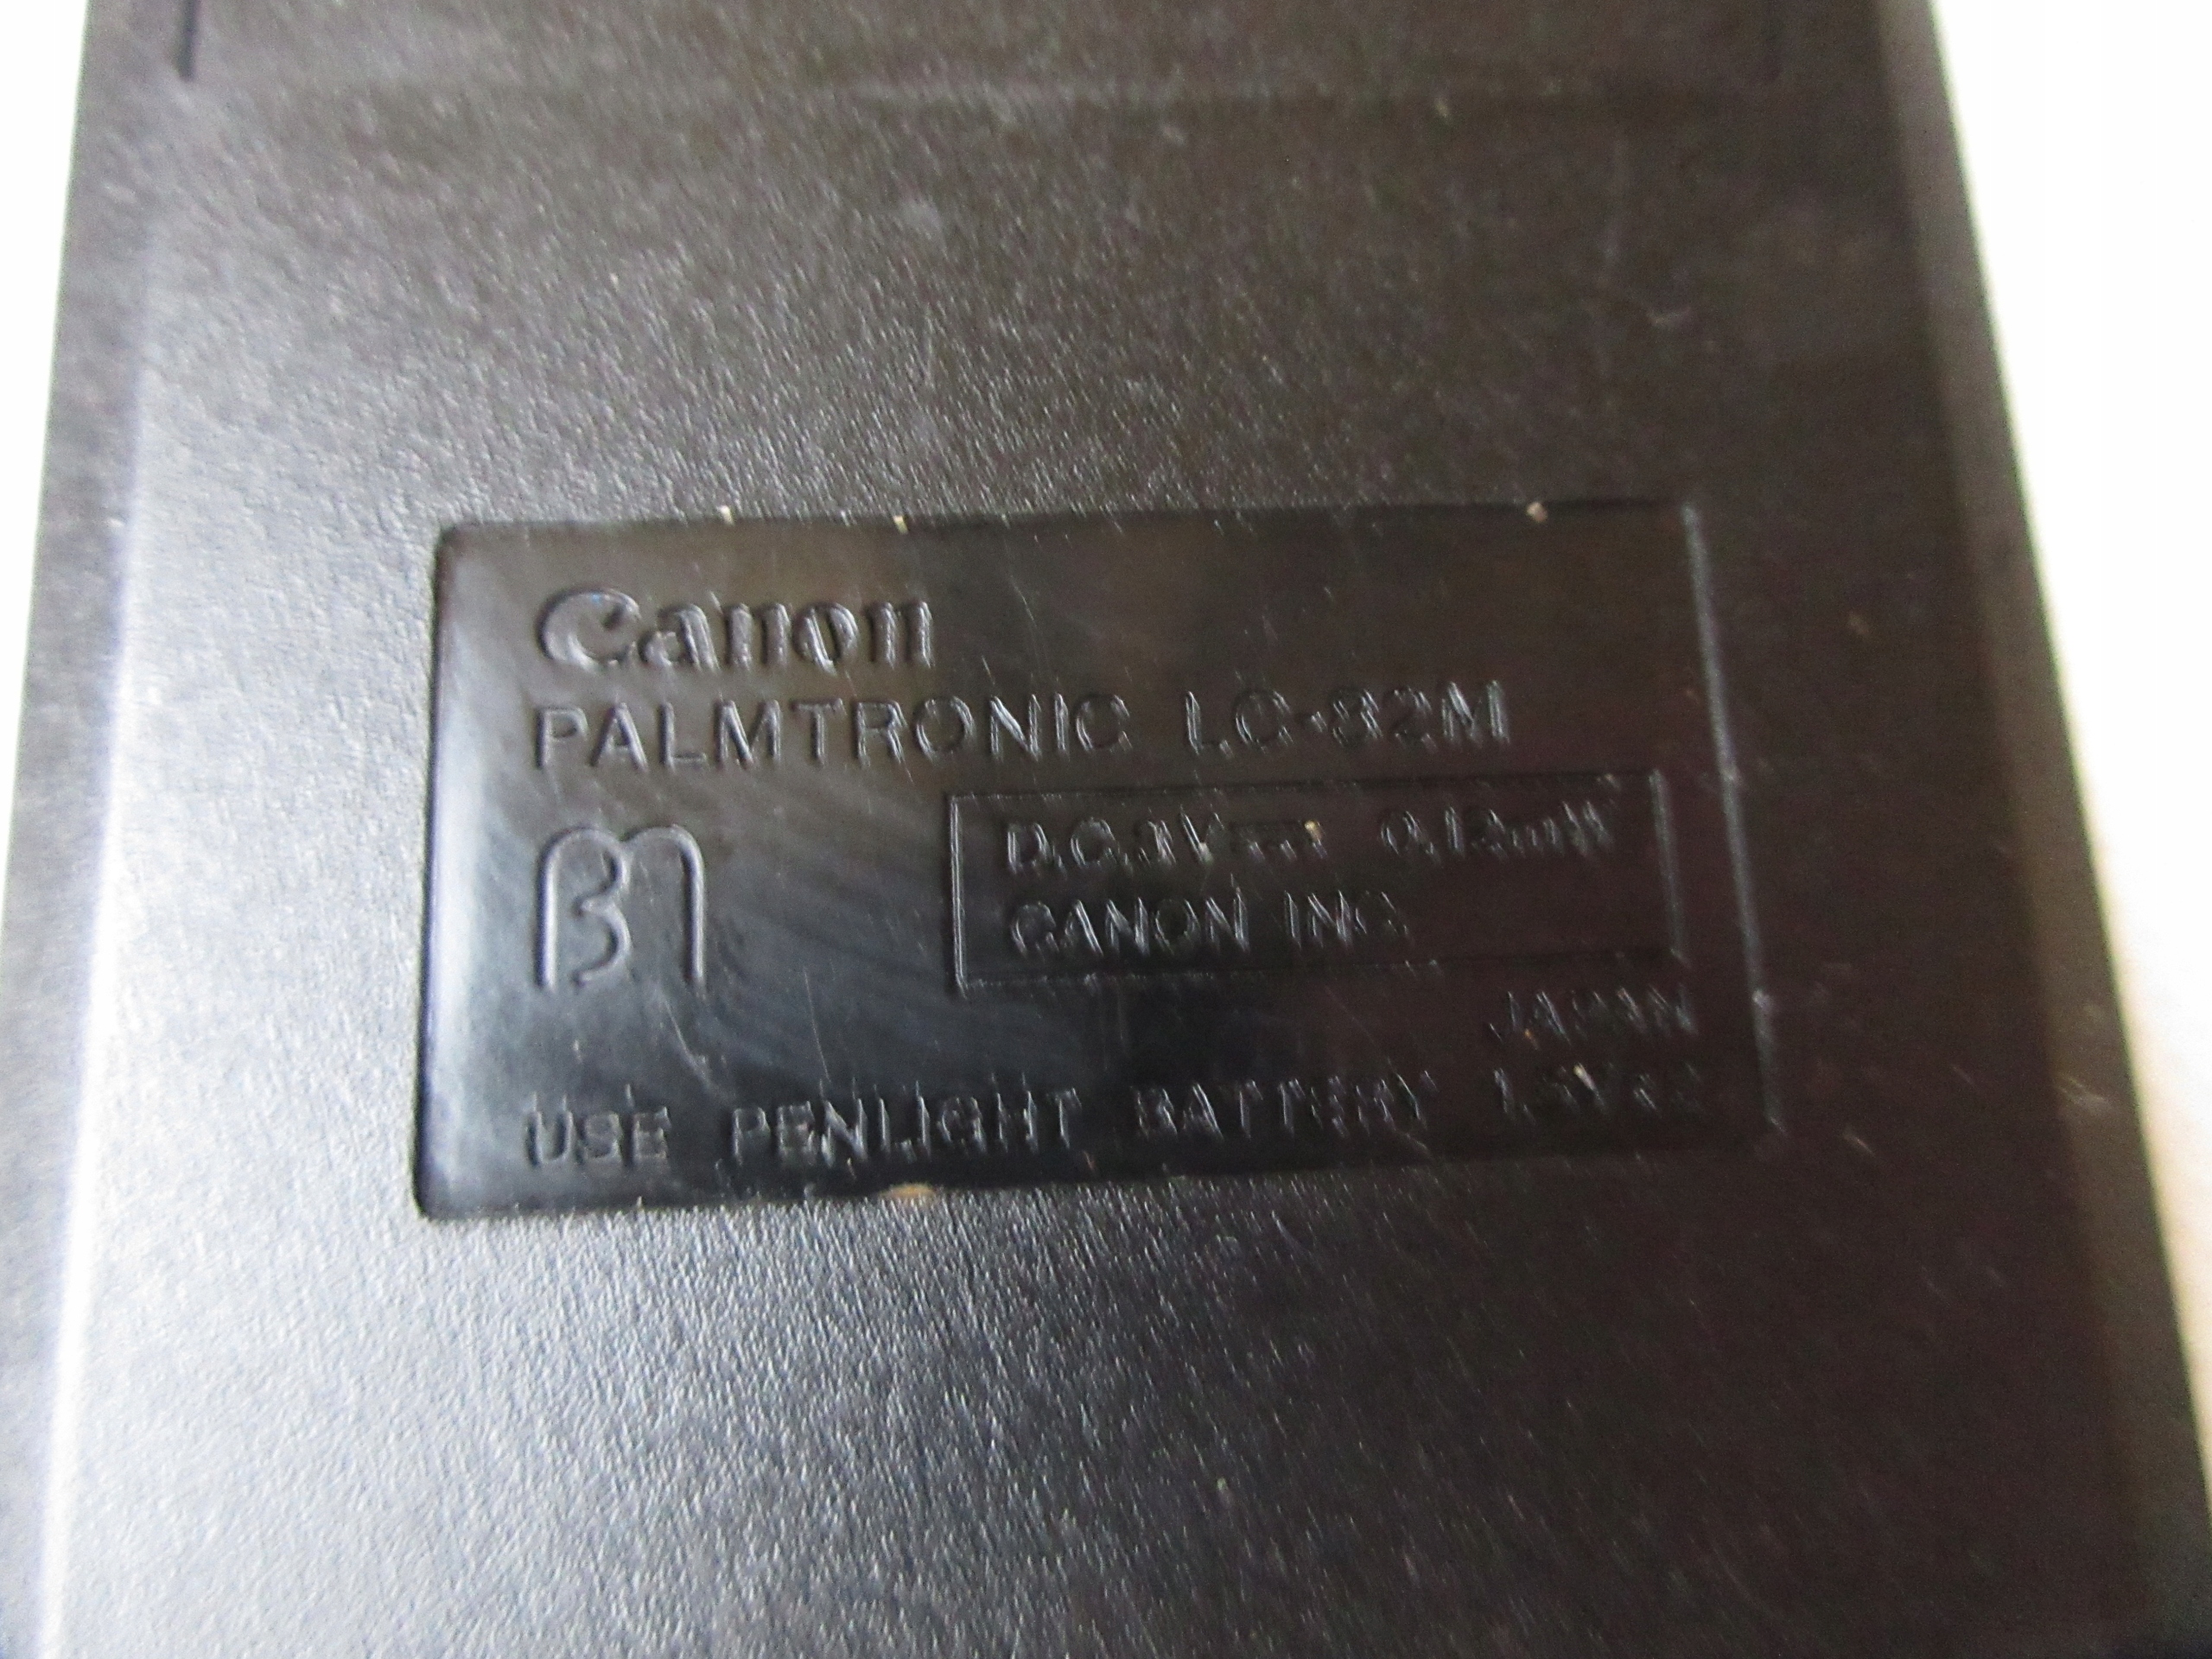 Canon
PALMTRONIC LC-82M
D.C.3V 0,12mW
CANON INC.
JAPAN
USE PENLIGHT BATTERY 1,5V×2